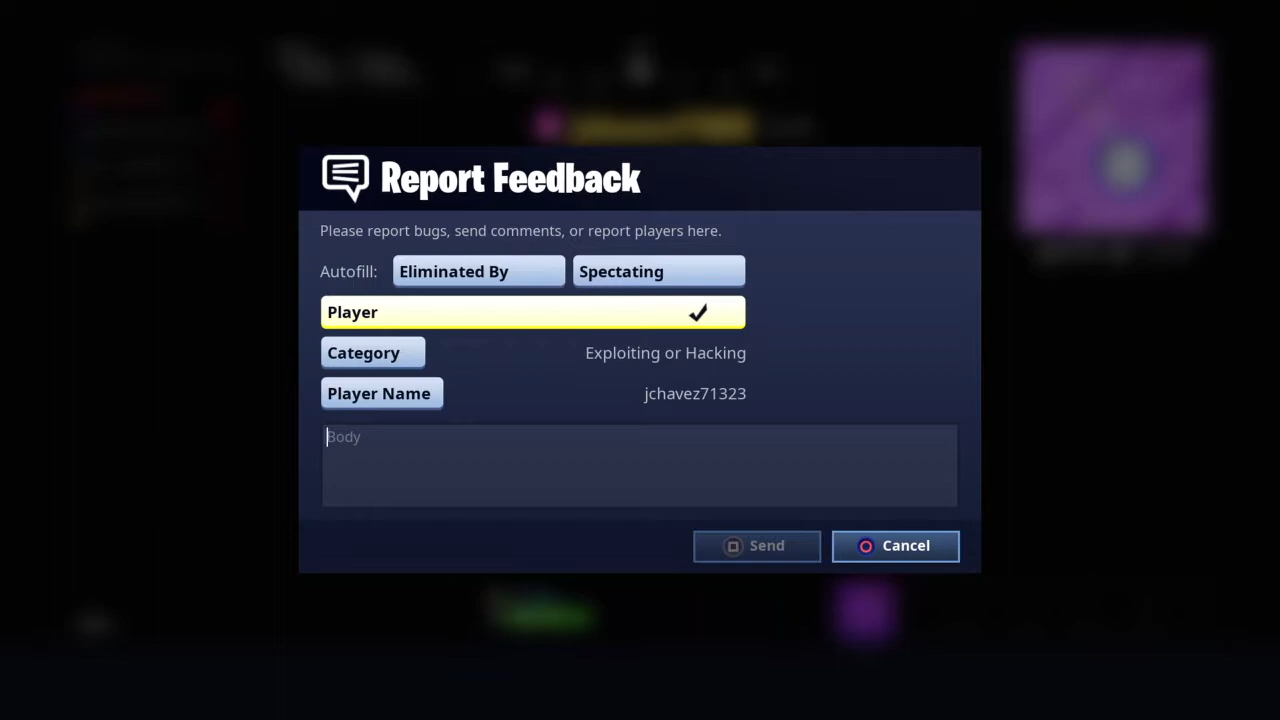 Report Feedback
Please report bugs, send comments, or report players here.
Autofill: Eliminated By Spectating
Player
Category Exploiting or Hacking
Player Name jchavez71323
Body
Send Cancel